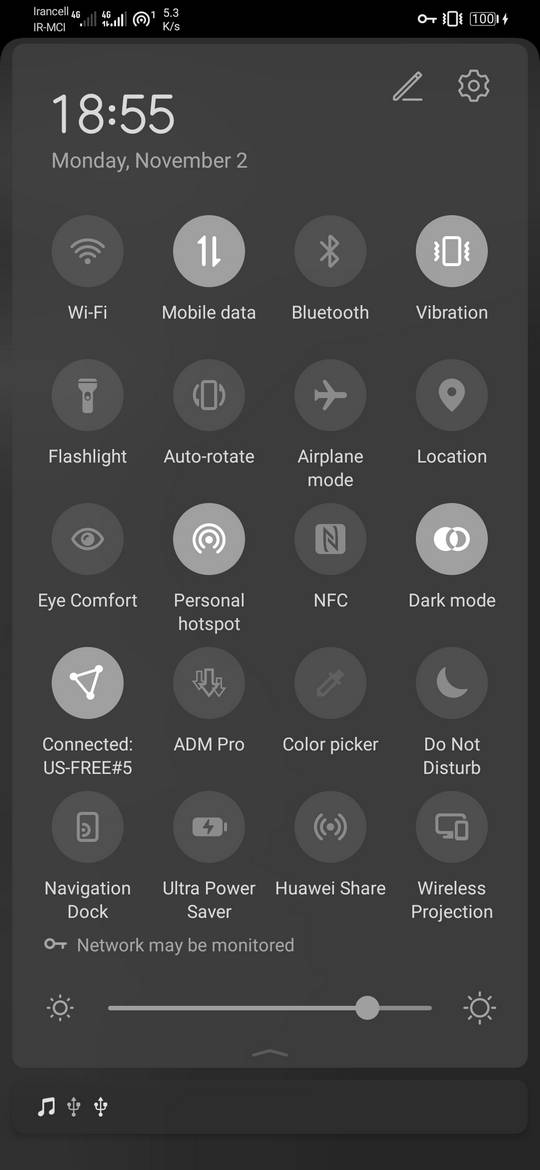 Irancell 4G 4G 1 5.3
IR-MCI K/s 100
18:55
Monday, November 2
Wi-Fi Mobile data Bluetooth Vibration
Flashlight Auto-rotate Airplane mode Location
Eye Comfort Personal hotspot NFC Dark mode
Connected: US-FREE#5 ADM Pro Color picker Do Not Disturb
Navigation Dock Ultra Power Saver Huawei Share Wireless Projection
Network may be monitored